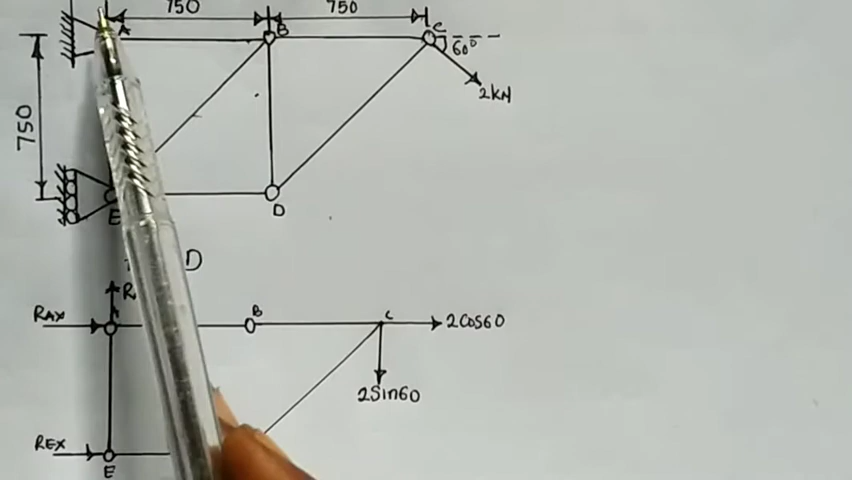 750 750
A B C
60°
2KN
750
E D
D
R
RAX A B C 2COS60
2Sin60
REX
E